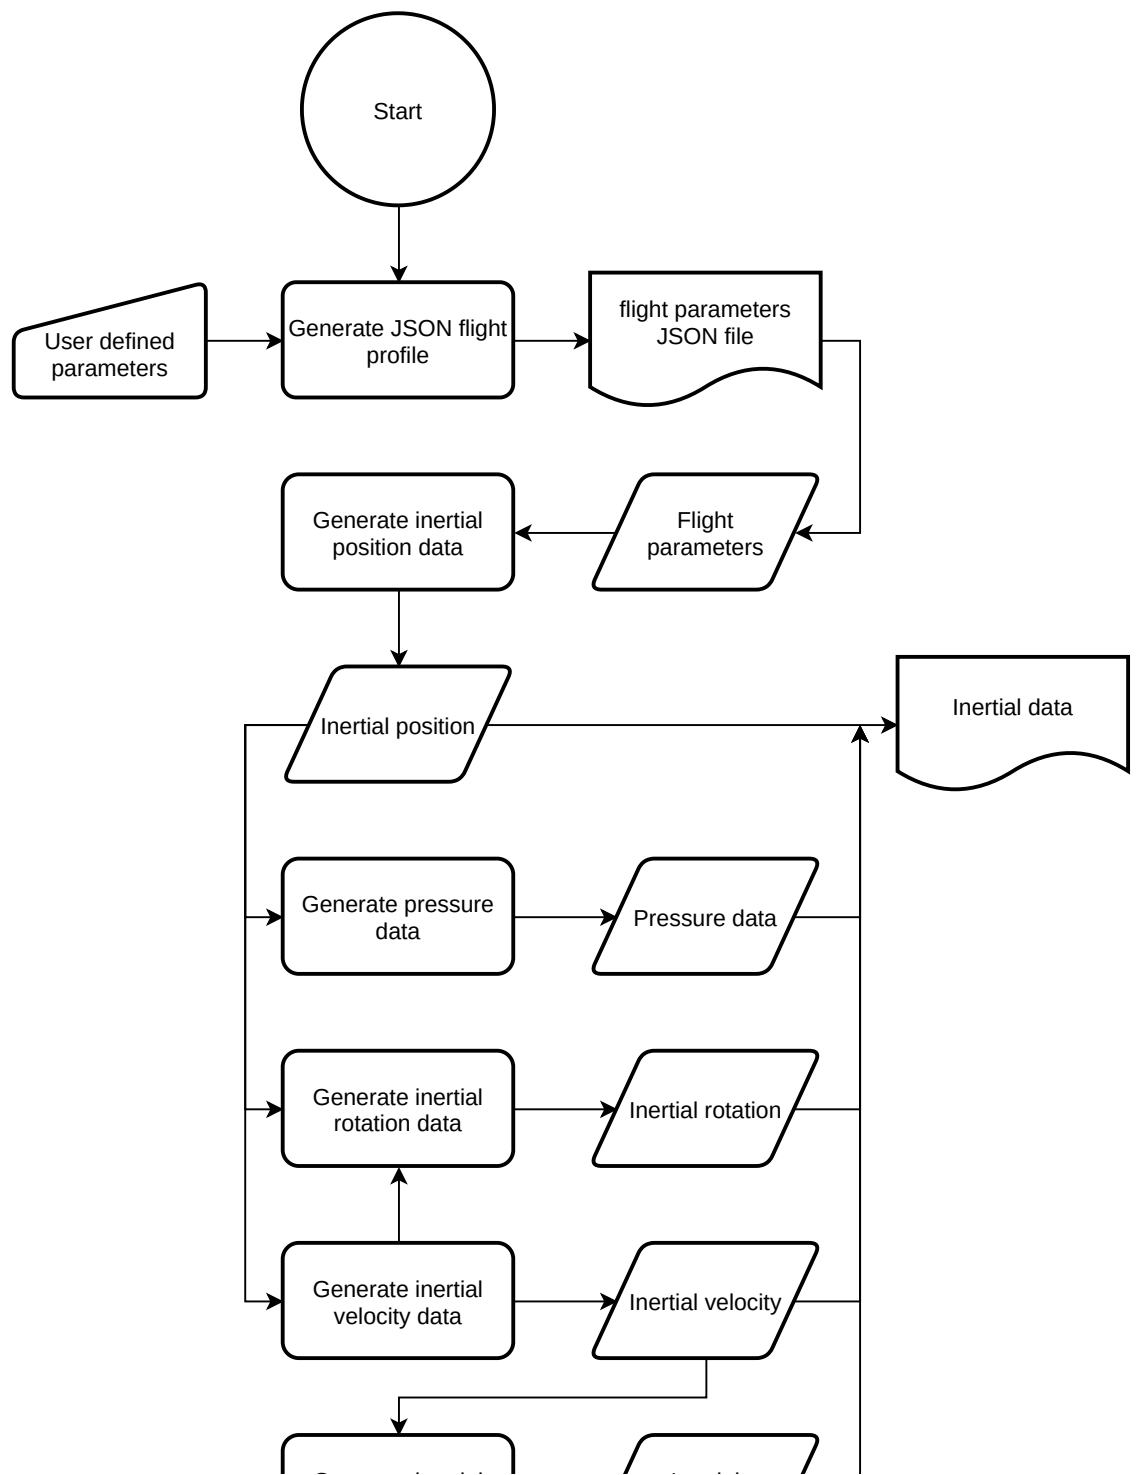 Start
User defined
parameters
Generate JSON flight
profile
flight parameters
JSON file
Generate inertial
position data
Flight
parameters
Inertial position
Inertial data
Generate pressure
data
Pressure data
Generate inertial
rotation data
Inertial rotation
Generate inertial
velocity data
Inertial velocity